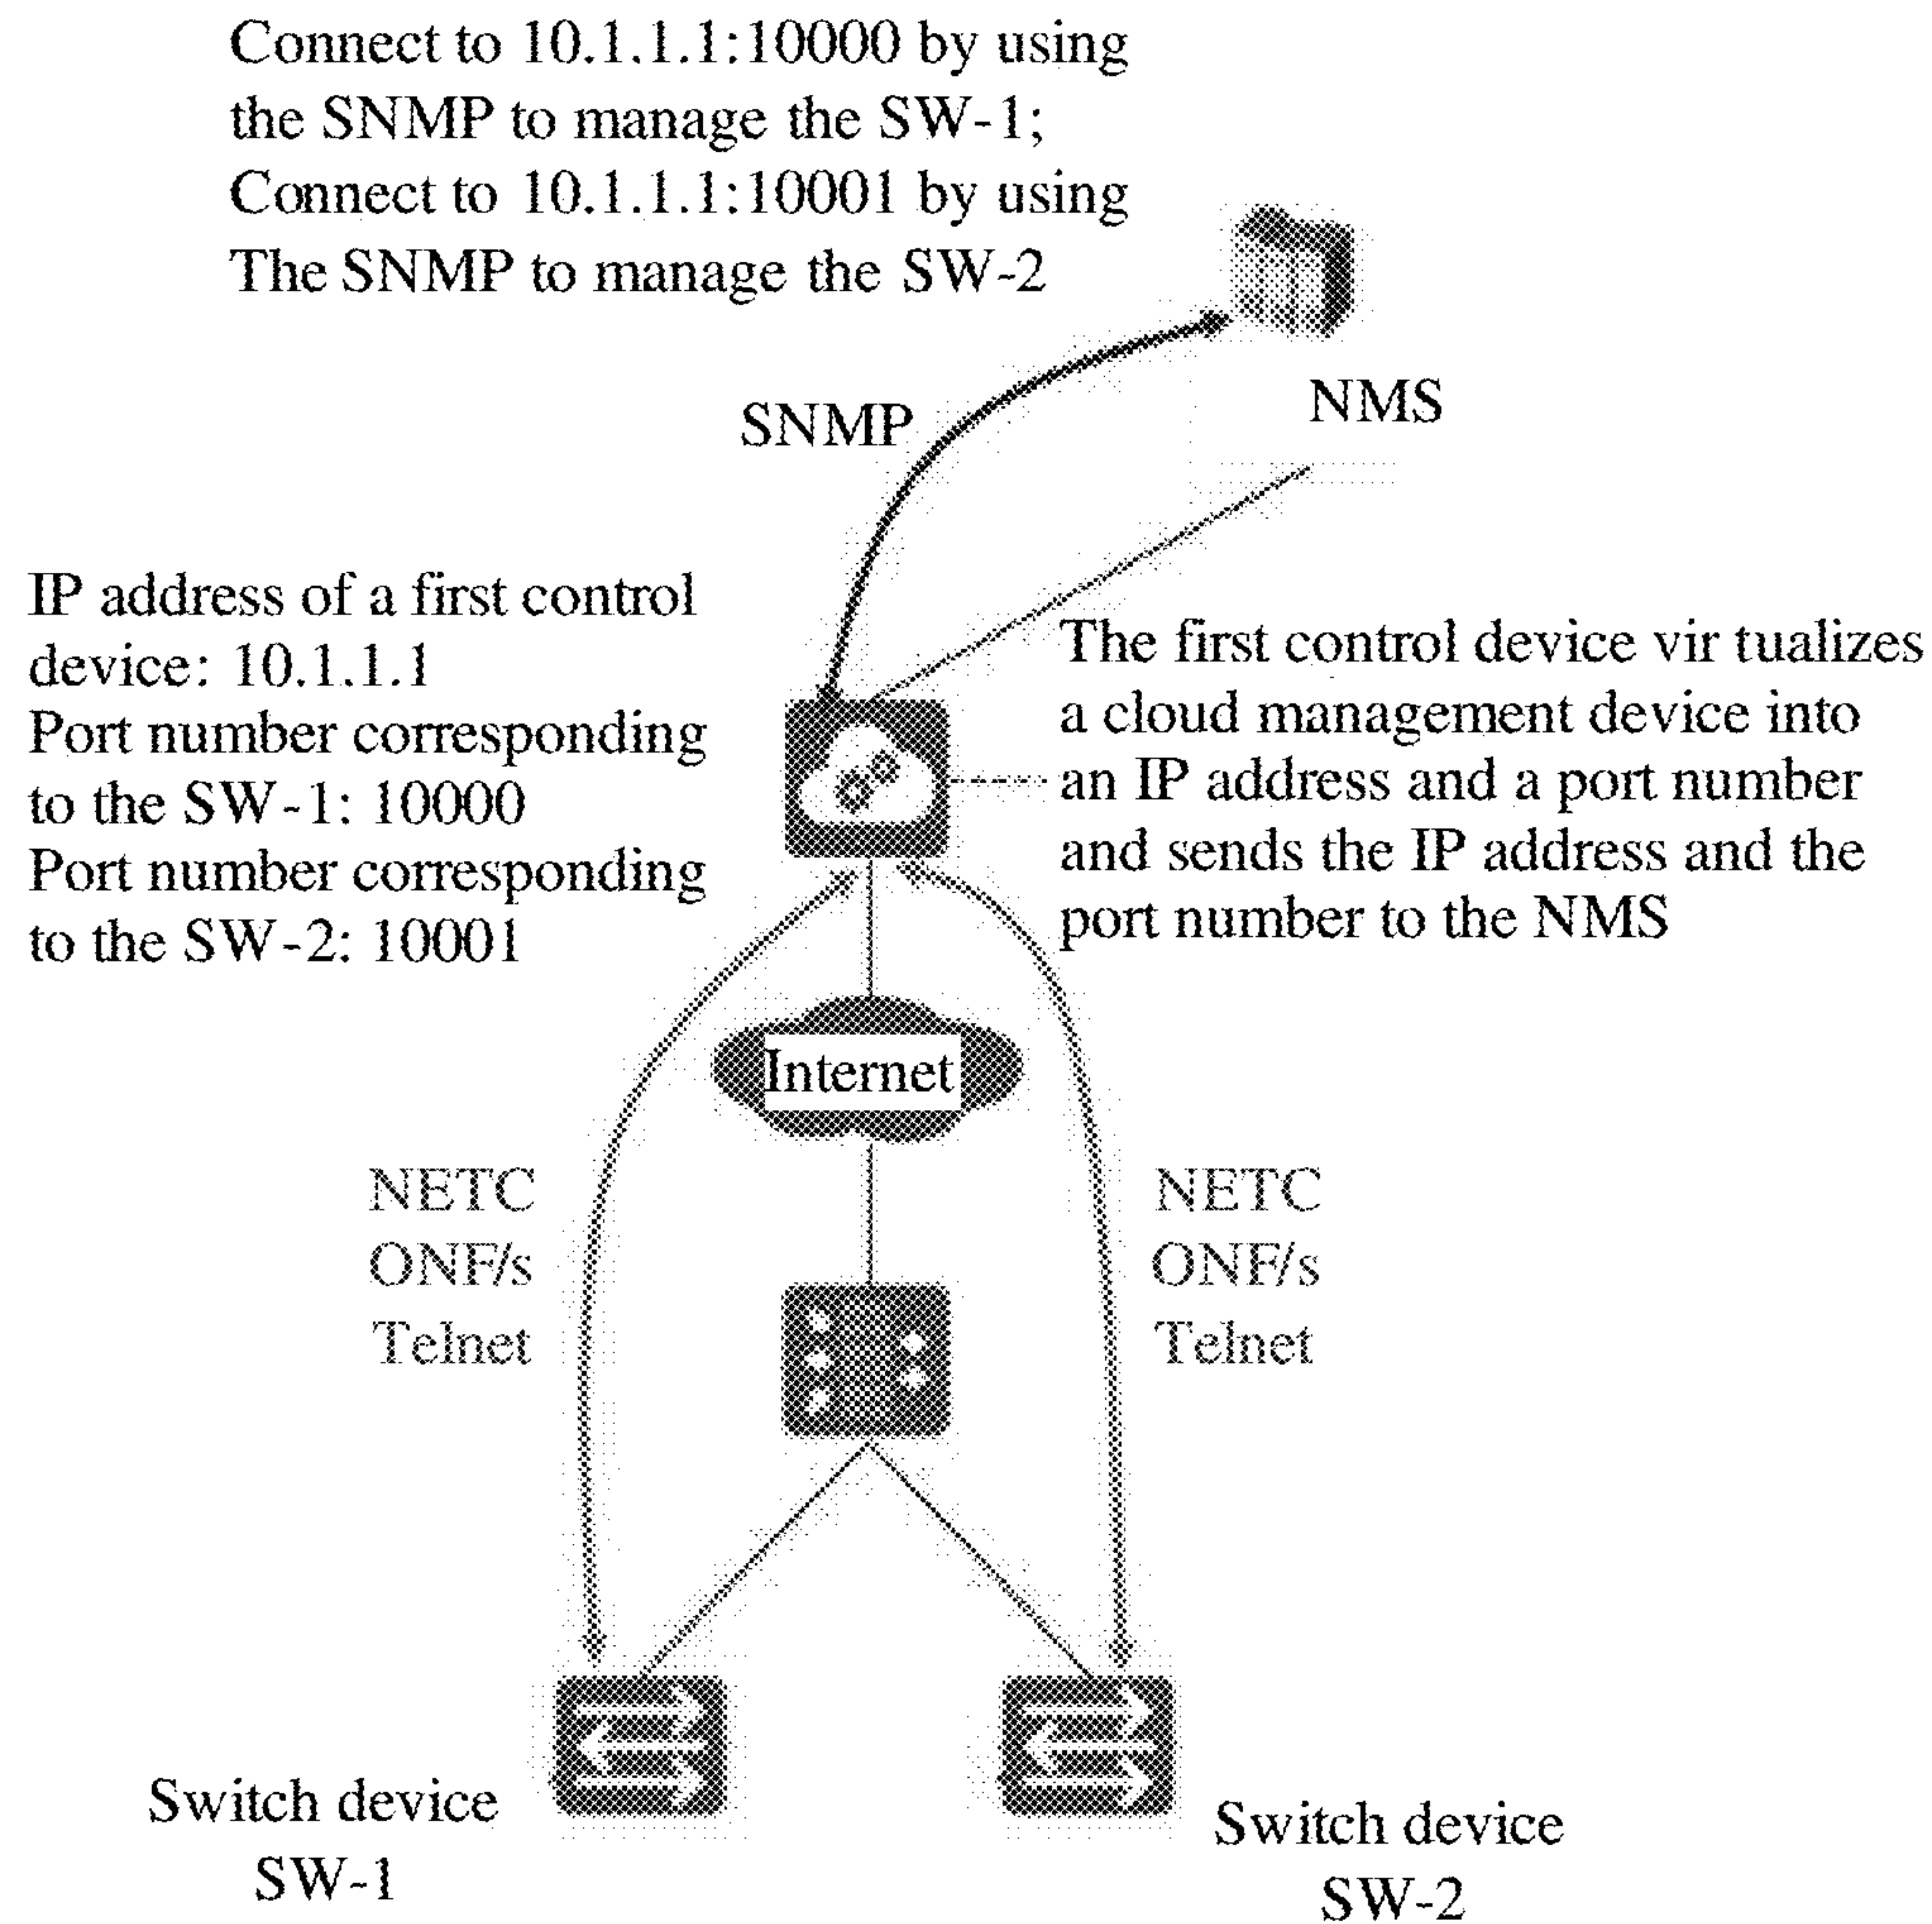 Connect to 10.1.1.1:10000 by using
the SNMP to manage the SW-1;
Connect to 10.1.1.1:10001 by using
The SNMP to manage the SW-2
SNMP
NMS
IP address of a first control
device: 10.1.1.1
Port number corresponding
to the SW-1: 10000
Port number corresponding
to the SW-2: 10001
The first control device vir tualizes
a cloud management device into
an IP address and a port number
and sends the IP address and the
port number to the NMS
Internet
NETC
ONF/s
Telnet
NETC
ONF/s
Telnet
Switch device
SW-1
Switch device
SW-2